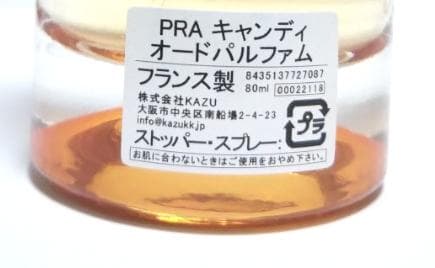 PRA キャンディ
オードパルファム
フランス製 8435137727087
80ml 00022118
株式会社KAZU
大阪市中央区南船場2-4-23
info@kazukk.jp
ストッパー・スプレー: プラ
お肌に合わないときはご使用をおやめ下さい。